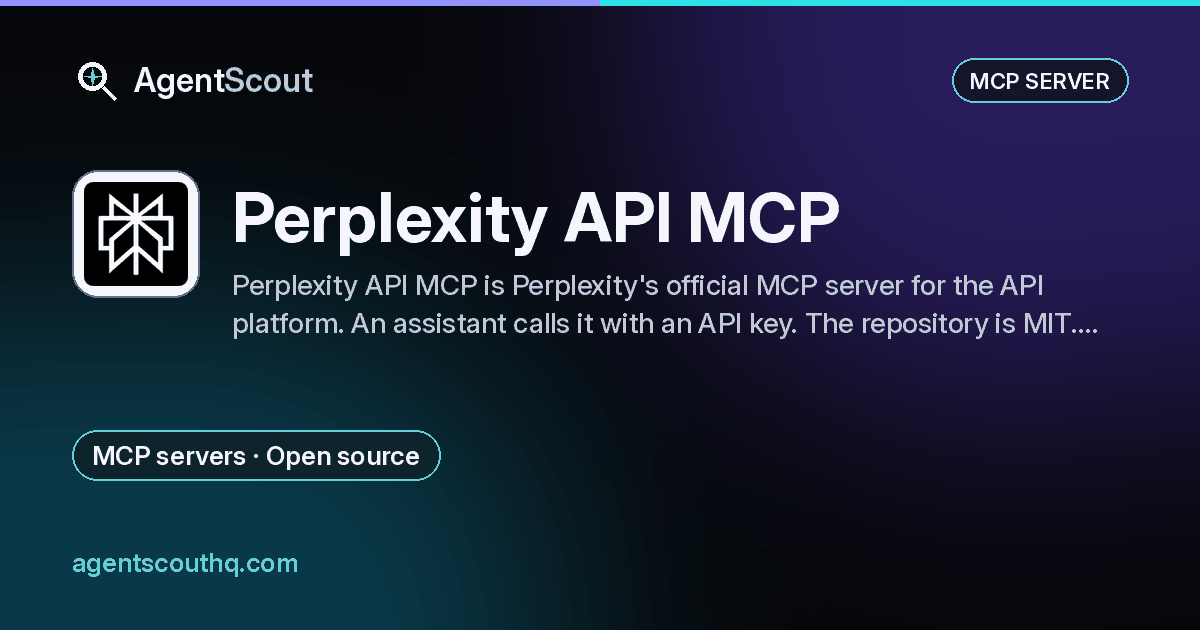 AgentScout
MCP SERVER
Perplexity API MCP
Perplexity API MCP is Perplexity's official MCP server for the API
platform. An assistant calls it with an API key. The repository is MIT....
MCP servers · Open source
agentscouthq.com